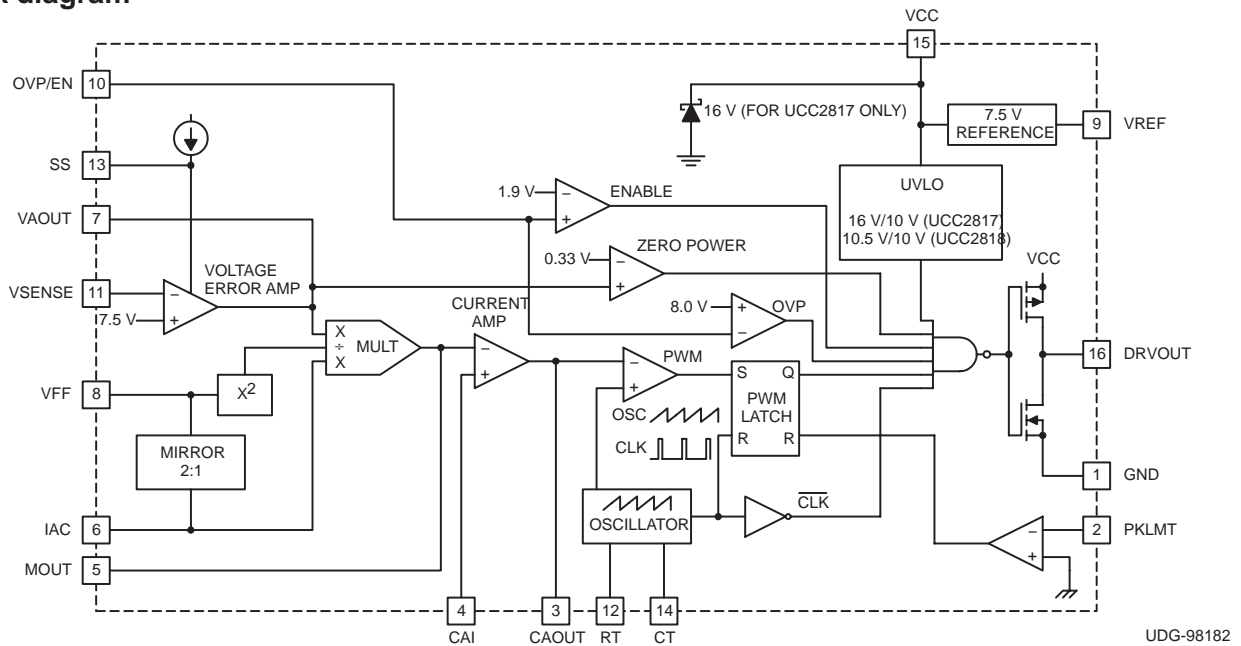 VCC
15
OVP/EN
10
16 V (FOR UCC2817 ONLY)
7.5 V
REFERENCE
9
VREF
SS
13
UVLO
16 V/10 V (UCC2817)
10.5 V/10 V (UCC2818)
1.9 V
−
+
ENABLE
VAOUT
7
0.33 V
−
+
ZERO POWER
VCC
VOLTAGE
ERROR AMP
VSENSE
11
−
7.5 V
+
CURRENT
AMP
8.0 V
+
−
OVP
X
÷
X
MULT
−
+
−
+
PWM
S
Q
PWM
LATCH
R
R
16
DRVOUT
VFF
8
X2
OSC
CLK
MIRROR
2:1
1
GND
IAC
6
OSCILLATOR
CLK
−
+
2
PKLMT
MOUT
5
4
3
12
14
CAI
CAOUT
RT
CT
UDG-98182